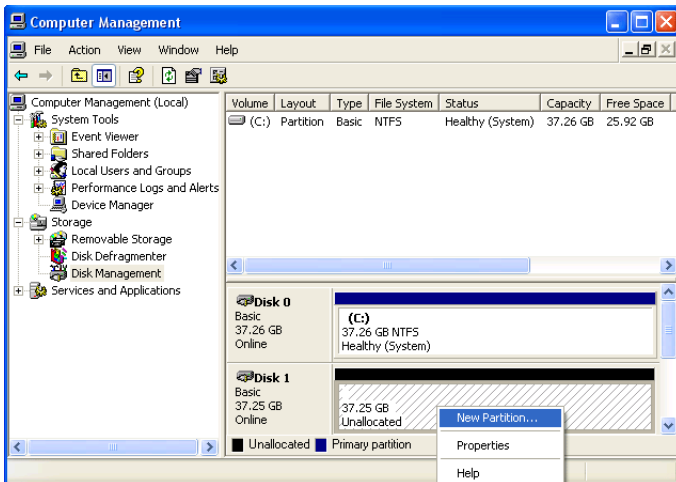 Computer Management
File Action View Window Help
Computer Management (Local)
System Tools
Event Viewer
Shared Folders
Local Users and Groups
Performance Logs and Alerts
Device Manager
Storage
Removable Storage
Disk Defragmenter
Disk Management
Services and Applications
Volume Layout Type File System Status Capacity Free Space
(C:) Partition Basic NTFS Healthy (System) 37.26 GB 25.92 GB
Disk 0
Basic
37.26 GB
Online
(C:)
37.26 GB NTFS
Healthy (System)
Disk 1
Basic
37.25 GB
Online
37.25 GB
Unallocated
Unallocated Primary partition
New Partition...
Properties
Help